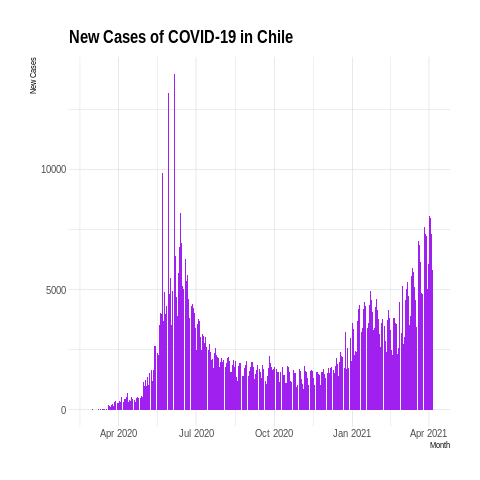 New Cases of COVID-19 in Chile
New Cases
10000
5000
0
Apr 2020 Jul 2020 Oct 2020 Jan 2021 Apr 2021
Month